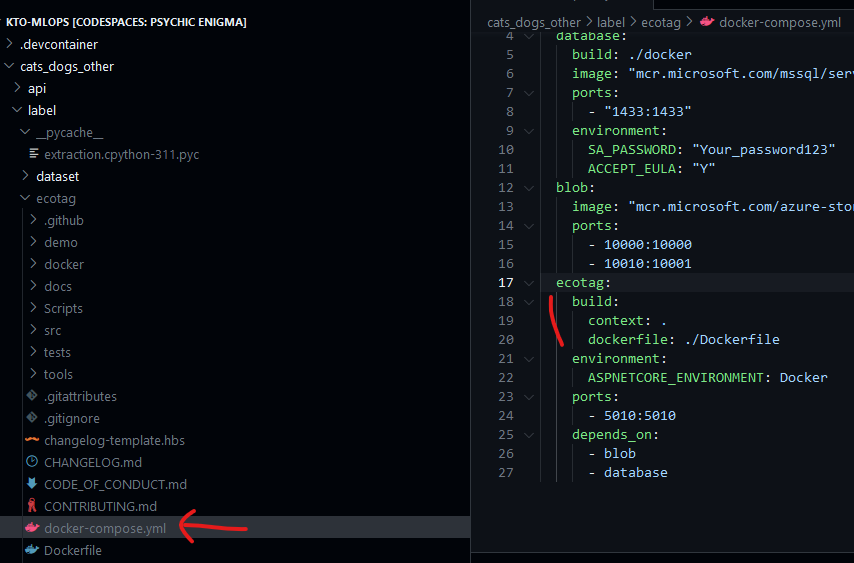 KTO-MLOPS [CODESPACES: PSYCHIC ENIGMA]
.devcontainer
cats_dogs_other
api
label
__pycache__
extraction.cpython-311.pyc
dataset
ecotag
.github
demo
docker
docs
Scripts
src
tests
tools
.gitattributes
.gitignore
changelog-template.hbs
CHANGELOG.md
CODE_OF_CONDUCT.md
CONTRIBUTING.md
docker-compose.yml
Dockerfile
cats_dogs_other > label > ecotag > docker-compose.yml
4 database:
5 build: ./docker
6 image: "mcr.microsoft.com/mssql/serv
7 ports:
8 - "1433:1433"
9 environment:
10 SA_PASSWORD: "Your_password123"
11 ACCEPT_EULA: "Y"
12 blob:
13 image: "mcr.microsoft.com/azure-stor
14 ports:
15 - 10000:10000
16 - 10010:10001
17 ecotag:
18 build:
19 context: .
20 dockerfile: ./Dockerfile
21 environment:
22 ASPNETCORE_ENVIRONMENT: Docker
23 ports:
24 - 5010:5010
25 depends_on:
26 - blob
27 - database